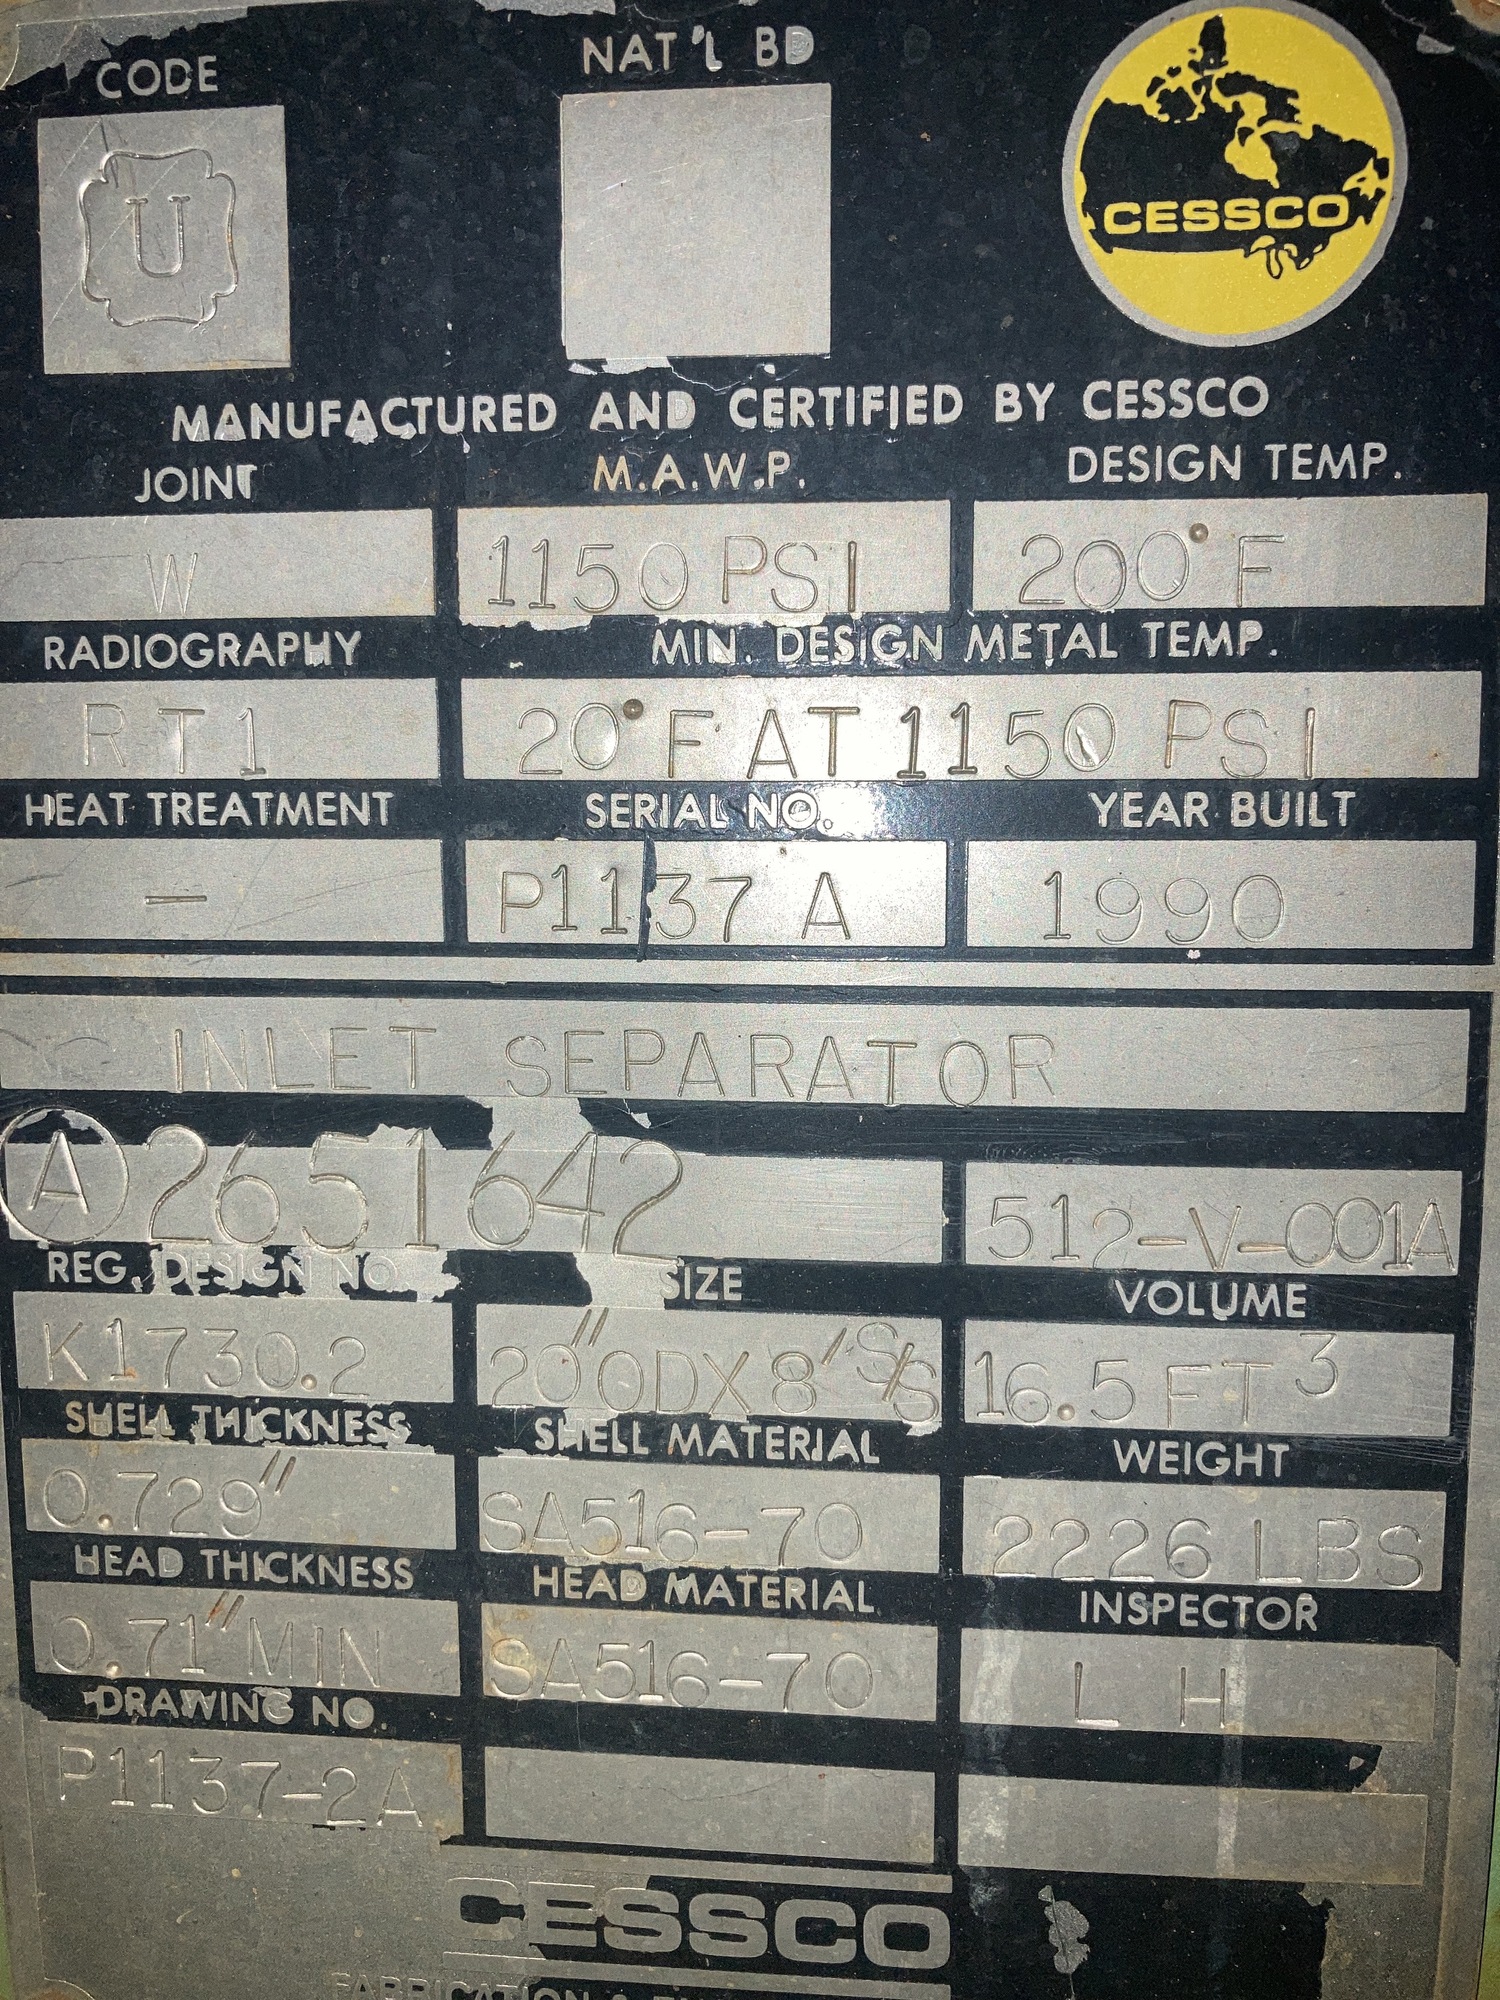 CODE NAT'L BD
U
CESSCO
MANUFACTURED AND CERTIFIED BY CESSCO
JOINT M.A.W.P. DESIGN TEMP.
W 1150 PSI 200°F
RADIOGRAPHY MIN. DESIGN METAL TEMP.
RT1 20°F AT 1150 PSI
HEAT TREATMENT SERIAL NO. YEAR BUILT
- P1137 A 1990
INLET SEPARATOR
A 2651642 512-V-001A
REG. DESIGN NO. SIZE VOLUME
K1730.2 20"ODX8' S/S 16.5 FT3
SHELL THICKNESS SHELL MATERIAL WEIGHT
0.729" SA516-70 2226 LBS
HEAD THICKNESS HEAD MATERIAL INSPECTOR
0.71" MIN SA516-70 L H
DRAWING NO.
P1137-2A
CESSCO
FABRICATION &